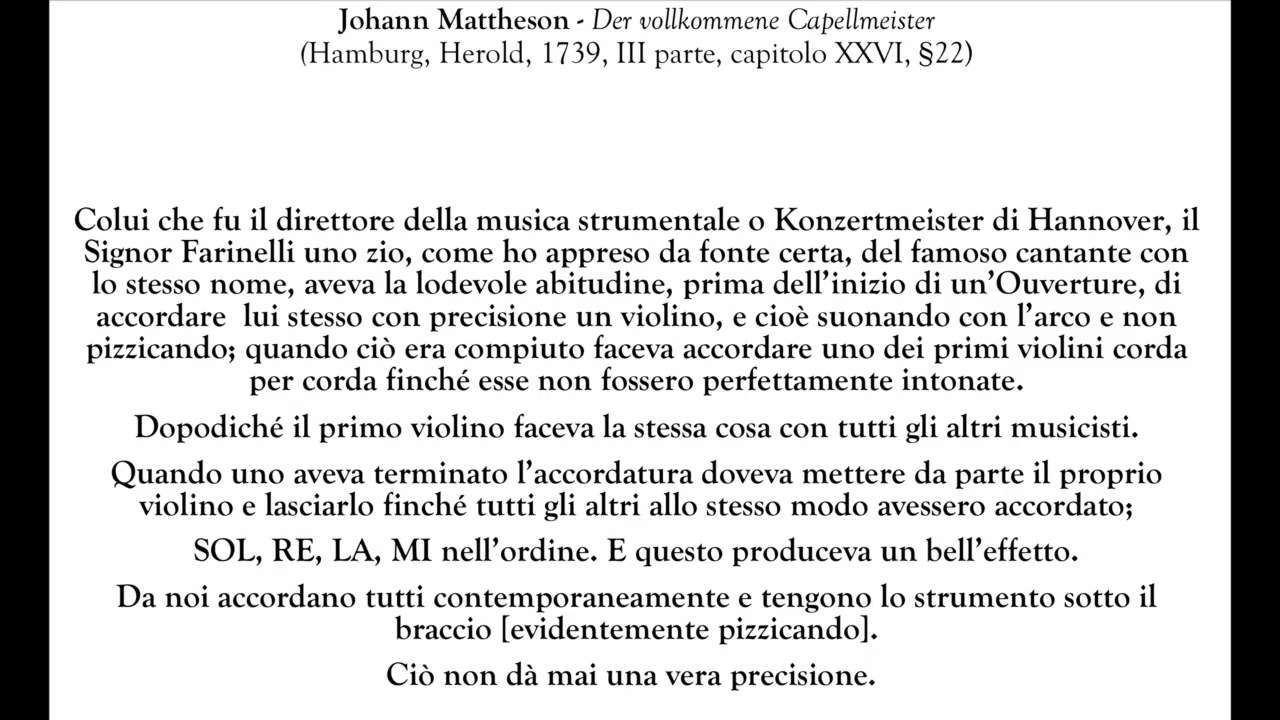 Johann Mattheson - Der vollkommene Capellmeister
(Hamburg, Herold, 1739, III parte, capitolo XXVI, §22)
Colui che fu il direttore della musica strumentale o Konzertmeister di Hannover, il
Signor Farinelli uno zio, come ho appreso da fonte certa, del famoso cantante con
lo stesso nome, aveva la lodevole abitudine, prima dell'inizio di un'Ouverture, di
accordare  lui stesso con precisione un violino, e cioè suonando con l'arco e non
pizzicando; quando ciò era compiuto faceva accordare uno dei primi violini corda
per corda finché esse non fossero perfettamente intonate.
Dopodiché il primo violino faceva la stessa cosa con tutti gli altri musicisti.
Quando uno aveva terminato l'accordatura doveva mettere da parte il proprio
violino e lasciarlo finché tutti gli altri allo stesso modo avessero accordato;
SOL, RE, LA, MI nell'ordine. E questo produceva un bell'effetto.
Da noi accordano tutti contemporaneamente e tengono lo strumento sotto il
braccio [evidentemente pizzicando].
Ciò non dà mai una vera precisione.